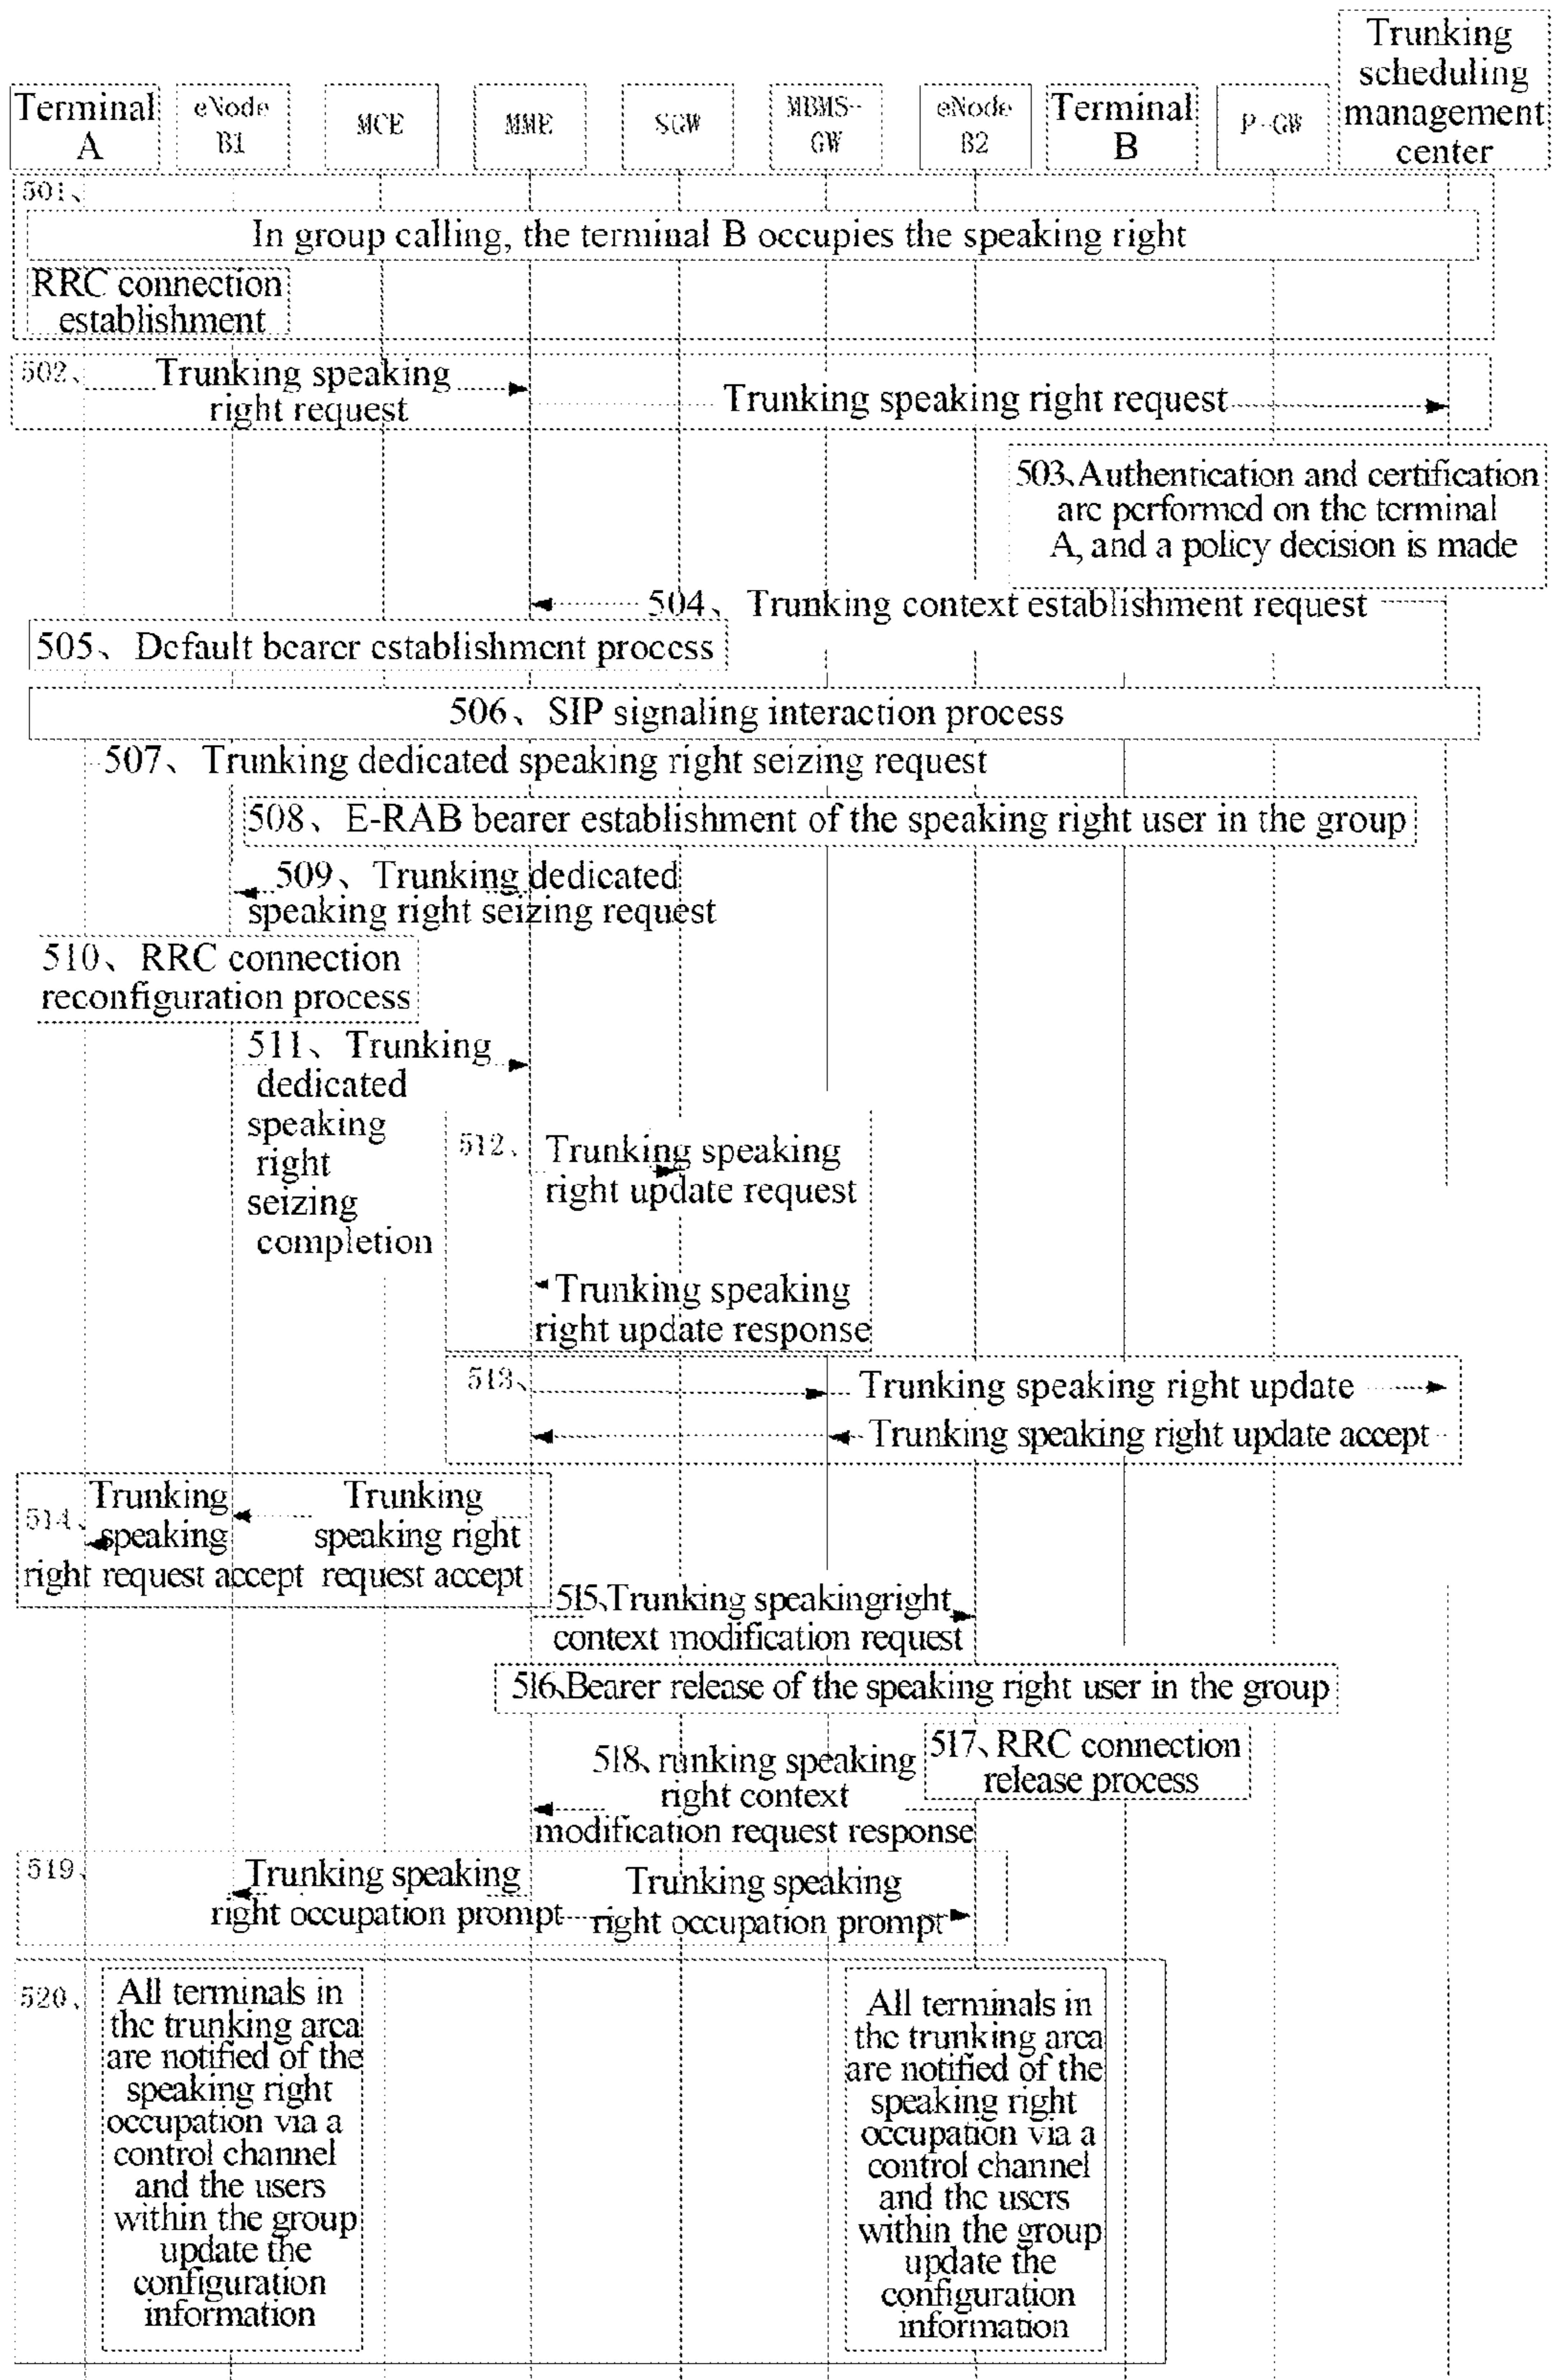 Terminal
A
eNode
B1
MCE
MME
SGW
MBMS-
GW
eNode
B2
Terminal
B
P-GW
Trunking
scheduling
management
center
501、
In group calling, the terminal B occupies the speaking right
RRC connection
establishment
502、
Trunking speaking
right request
Trunking speaking right request
503、Authentication and certification
are performed on the terminal
A, and a policy decision is made
504、 Trunking context establishment request
505、 Default bearer establishment process
506、 SIP signaling interaction process
507、 Trunking dedicated speaking right seizing request
508、 E-RAB bearer establishment of the speaking right user in the group
509、 Trunking dedicated
speaking right seizing request
510、 RRC connection
reconfiguration process
511、 Trunking
dedicated
speaking
right
seizing
completion
512、
Trunking speaking
right update request
Trunking speaking
right update response
513、
Trunking speaking right update
Trunking speaking right update accept
514、
Trunking
speaking
right request accept
Trunking
speaking right
request accept
515、Trunking speakingright
context modification request
516、Bearer release of the speaking right user in the group
517、RRC connection
release process
518、runking speaking
right context
modification request response
519、
Trunking speaking
right occupation prompt
Trunking speaking
right occupation prompt
520、
All terminals in
the trunking area
are notified of the
speaking right
occupation via a
control channel
and the users
within the group
update the
configuration
information
All terminals in
the trunking area
are notified of the
speaking right
occupation via a
control channel
and the users
within the group
update the
configuration
information